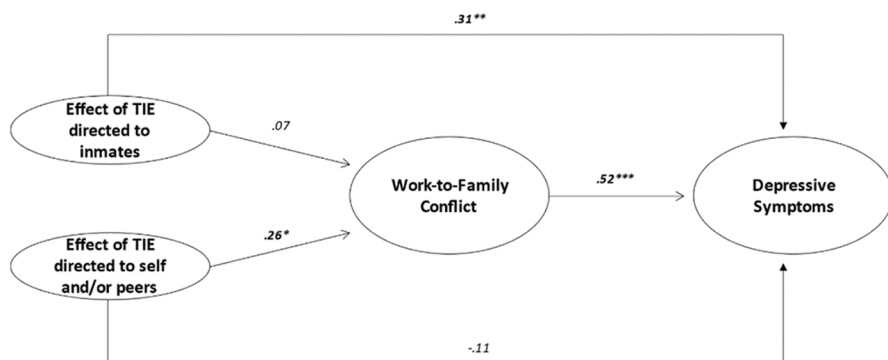 .31**
Effect of TIE
directed to
inmates
.07
Work-to-Family
Conflict
.52***
Depressive
Symptoms
Effect of TIE
directed to self
and/or peers
.26*
-.11